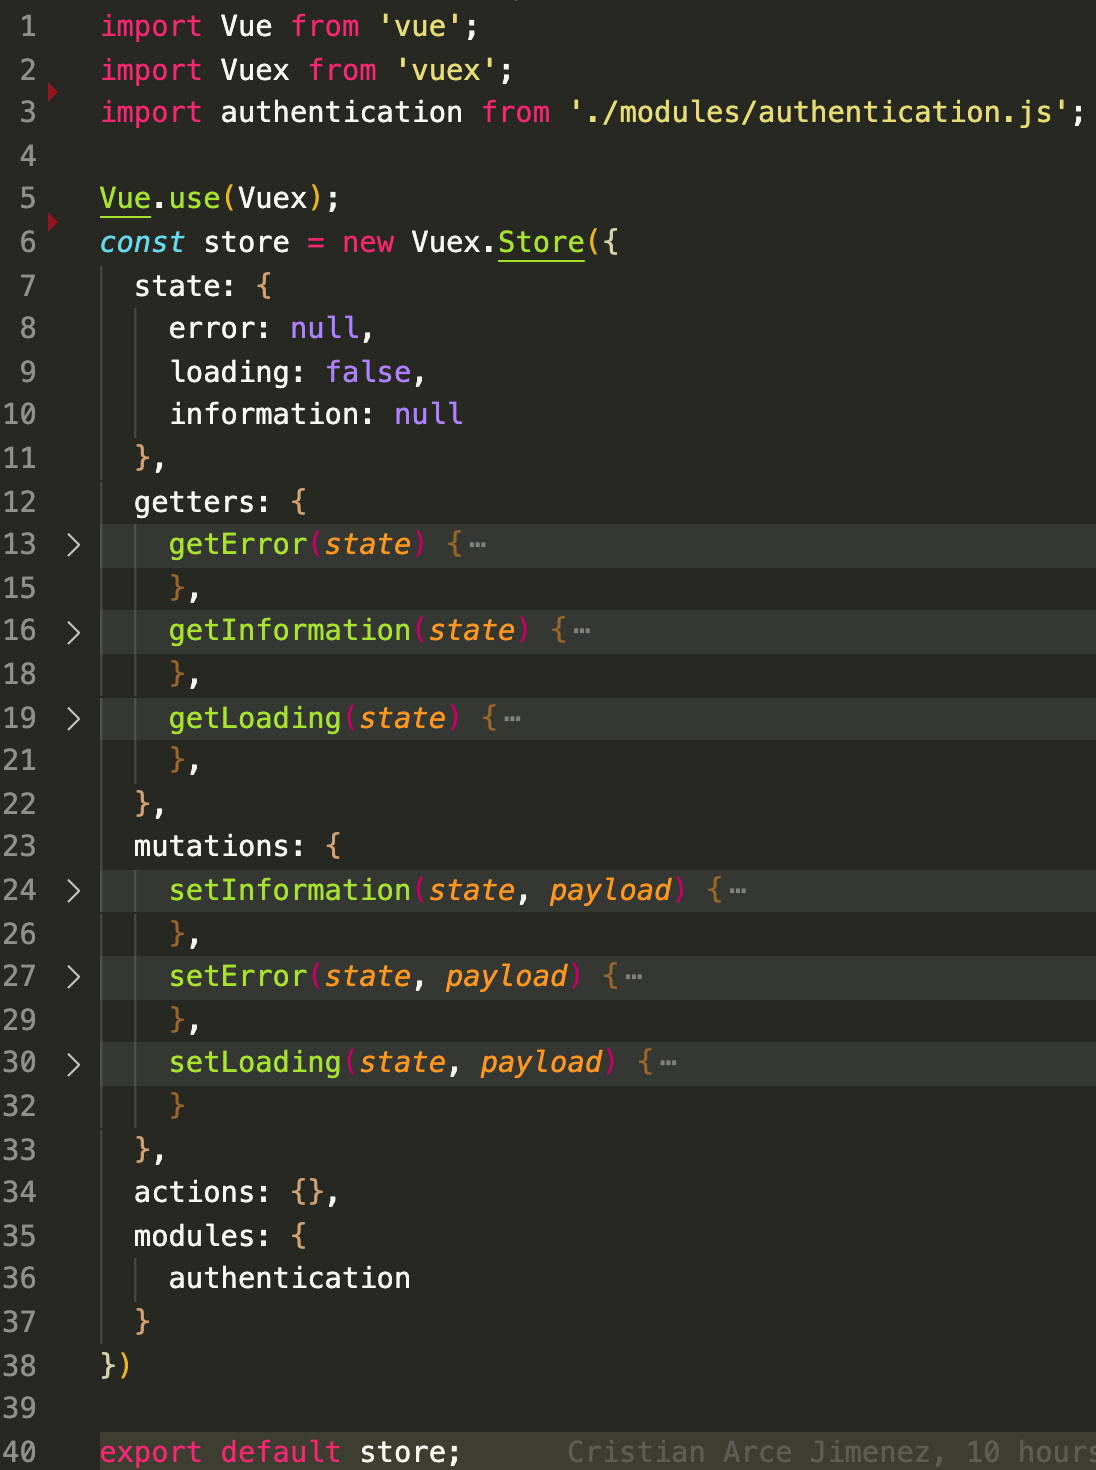 1 import Vue from 'vue';
2 import Vuex from 'vuex';
3 import authentication from './modules/authentication.js';
4
5 Vue.use(Vuex);
6 const store = new Vuex.Store({
7 state: {
8 error: null,
9 loading: false,
10 information: null
11 },
12 getters: {
13 getError(state) {⋯
15 },
16 getInformation(state) {⋯
18 },
19 getLoading(state) {⋯
21 },
22 },
23 mutations: {
24 setInformation(state, payload) {⋯
26 },
27 setError(state, payload) {⋯
29 },
30 setLoading(state, payload) {⋯
32 }
33 },
34 actions: {},
35 modules: {
36 authentication
37 }
38 })
39
40 export default store; Cristian Arce Jimenez, 10 hours